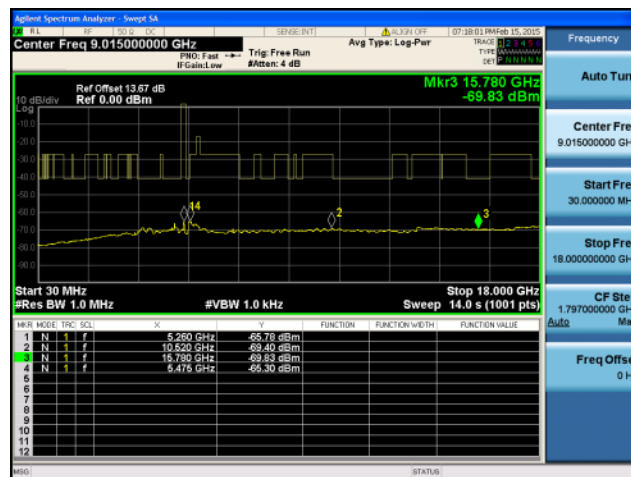 Agilent Spectrum Analyzer - Swept SA
RL RF 50 Ω DC SENSE:INT ALIGN OFF 07:18:01 PM Feb 15, 2015
Center Freq 9.015000000 GHz
PNO: Fast
IFGain:Low
Trig: Free Run
#Atten: 4 dB
Avg Type: Log-Pwr
TRACE 1 2 3 4 5 6
TYPE
DET P N N N N N
Ref Offset 13.67 dB
10 dB/div Ref 0.00 dBm
Log
Mkr3 15.780 GHz
-69.83 dBm
-10.0
-20.0
-30.0
-40.0
-50.0
-60.0
-70.0
-80.0
-90.0
14
2
3
Start 30 MHz
Stop 18.000 GHz
#Res BW 1.0 MHz #VBW 1.0 kHz Sweep 14.0 s (1001 pts)
MKR MODE TRC SCL X Y FUNCTION FUNCTION WIDTH FUNCTION VALUE
1 N 1 f 5.260 GHz -65.78 dBm
2 N 1 f 10.520 GHz -69.40 dBm
3 N 1 f 15.780 GHz -69.83 dBm
4 N 1 f 5.475 GHz -65.30 dBm
5
6
7
8
9
10
11
12
MSG STATUS
Frequency
Auto Tun
Center Fre
9.015000000 GH
Start Fre
30.000000 MH
Stop Fre
18.000000000 GH
CF Ste
1.797000000 GH
Auto Ma
Freq Offse
0 H